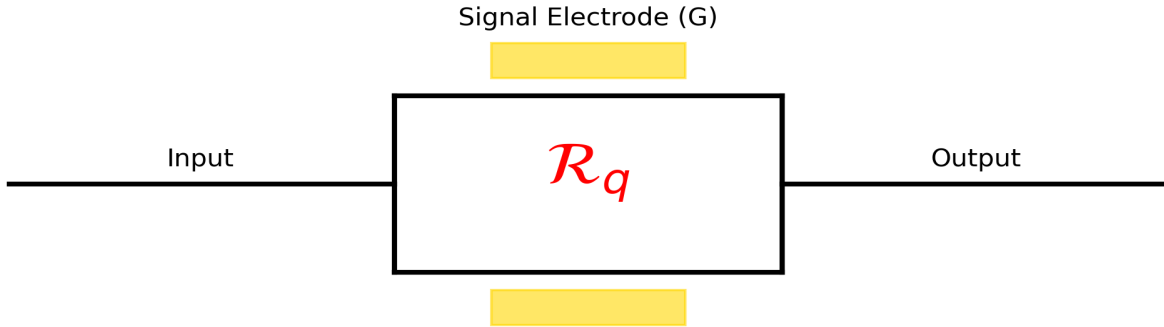 Signal Electrode (G)
Input
ℛq
Output